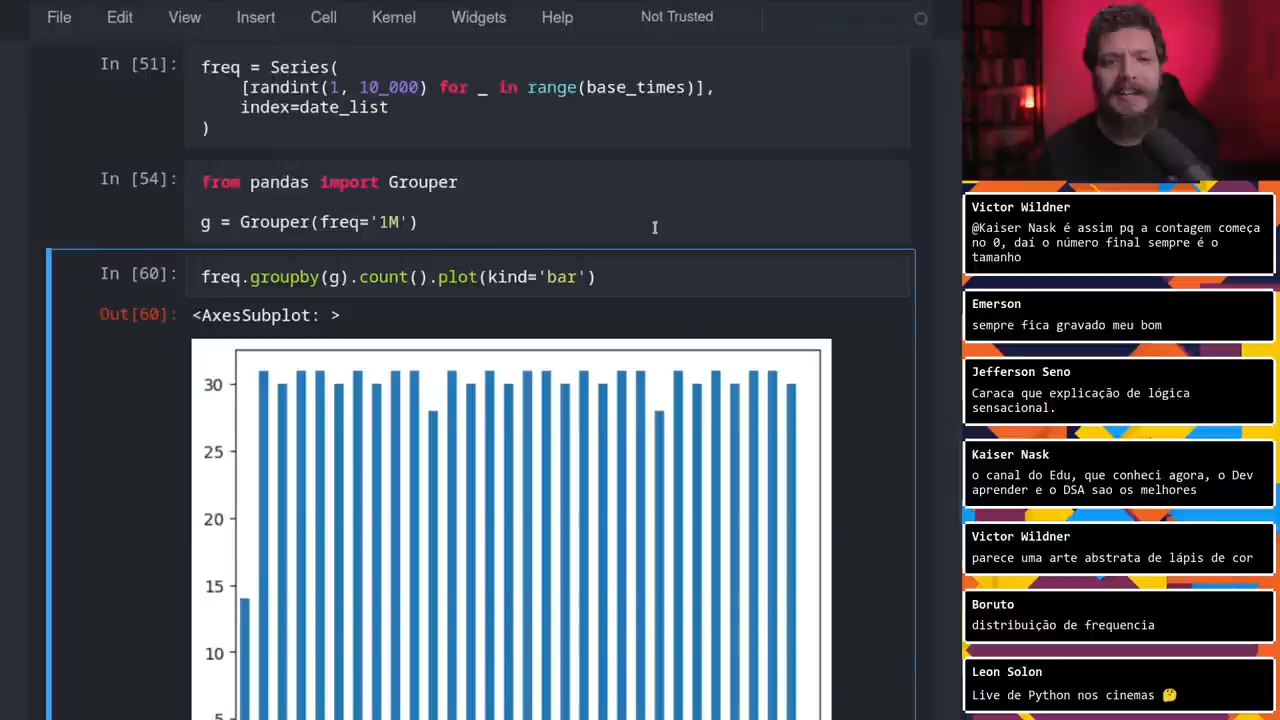 File Edit View Insert Cell Kernel Widgets Help Not Trusted
In [51]:
freq = Series(
[randint(1, 10_000) for _ in range(base_times)],
index=date_list
)
In [54]:
from pandas import Grouper
g = Grouper(freq='1M')
In [60]:
freq.groupby(g).count().plot(kind='bar')
Out[60]: <AxesSubplot: >
30
25
20
15
10
5
Victor Wildner
@Kaiser Nask é assim pq a contagem começa
no 0, daí o número final sempre é o
tamanho
Emerson
sempre fica gravado meu bom
Jefferson Seno
Caraca que explicação de lógica
sensacional.
Kaiser Nask
o canal do Edu, que conheci agora, o Dev
aprender e o DSA sao os melhores
Victor Wildner
parece uma arte abstrata de lápis de cor
Boruto
distribuição de frequencia
Leon Solon
Live de Python nos cinemas 🤔